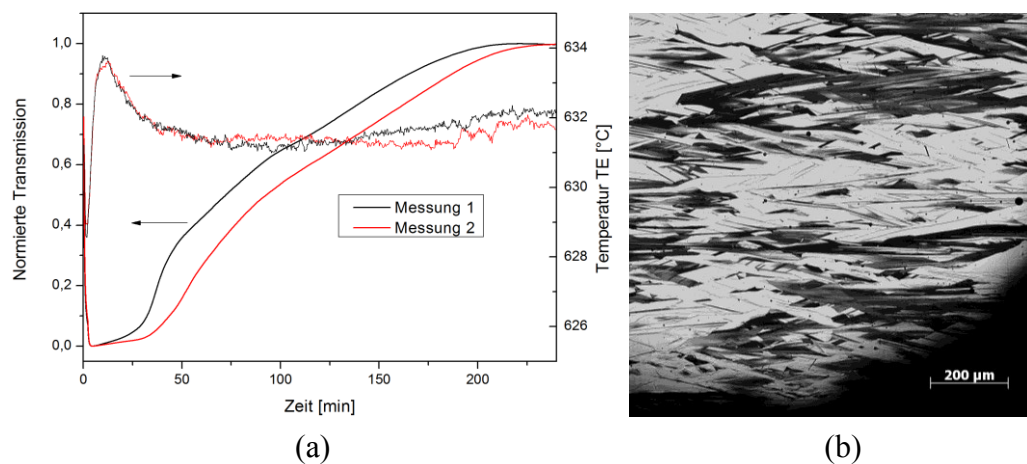 1,0
0,8
0,6
0,4
0,2
0,0
Normierte Transmission
0
50
100
150
200
Zeit [min]
634
632
630
628
626
Temperatur TE [°C]
Messung 1
Messung 2
200 µm
(a)
(b)